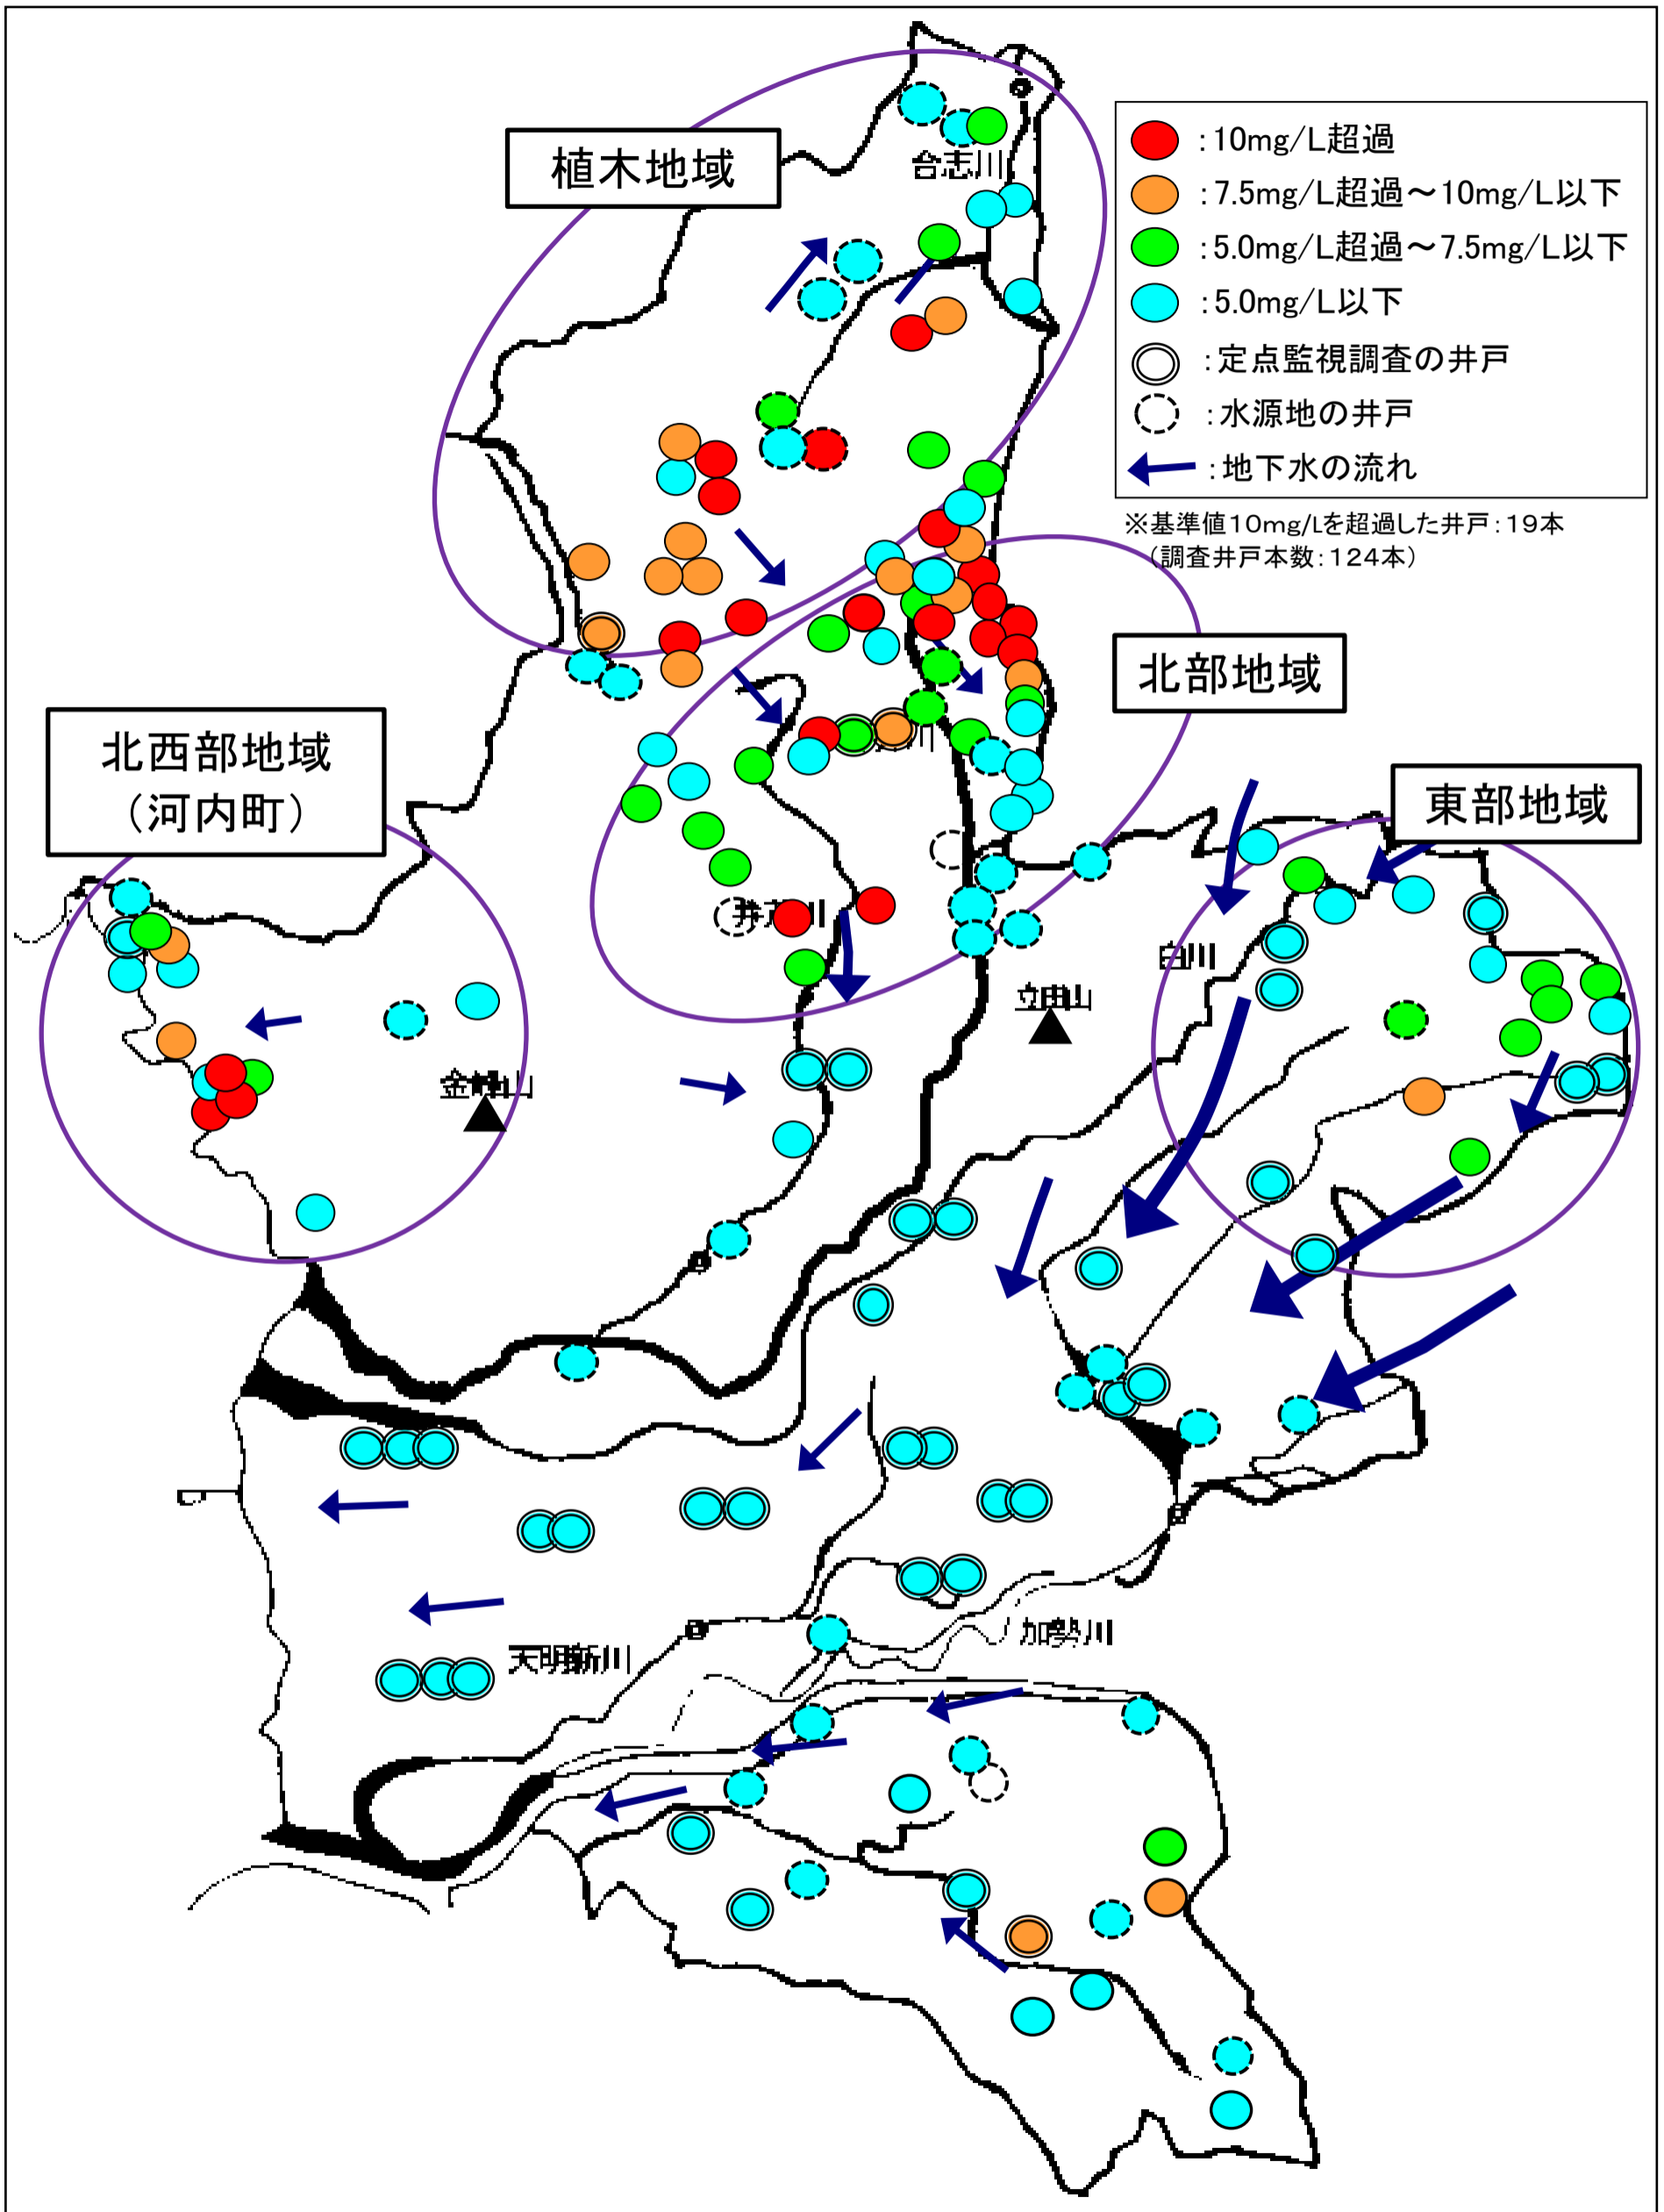 植木地域
合志川
:10mg/L超過
:7.5mg/L超過~10mg/L以下
:5.0mg/L超過~7.5mg/L以下
:5.0mg/L以下
:定点監視調査の井戸
:水源地の井戸
:地下水の流れ
※基準値10mg/Lを超過した井戸:19本
(調査井戸本数:124本)
北部地域
北西部地域
(河内町)
川
東部地域
井芹川
白川
立田山
金峰山
加勢川
天明新川